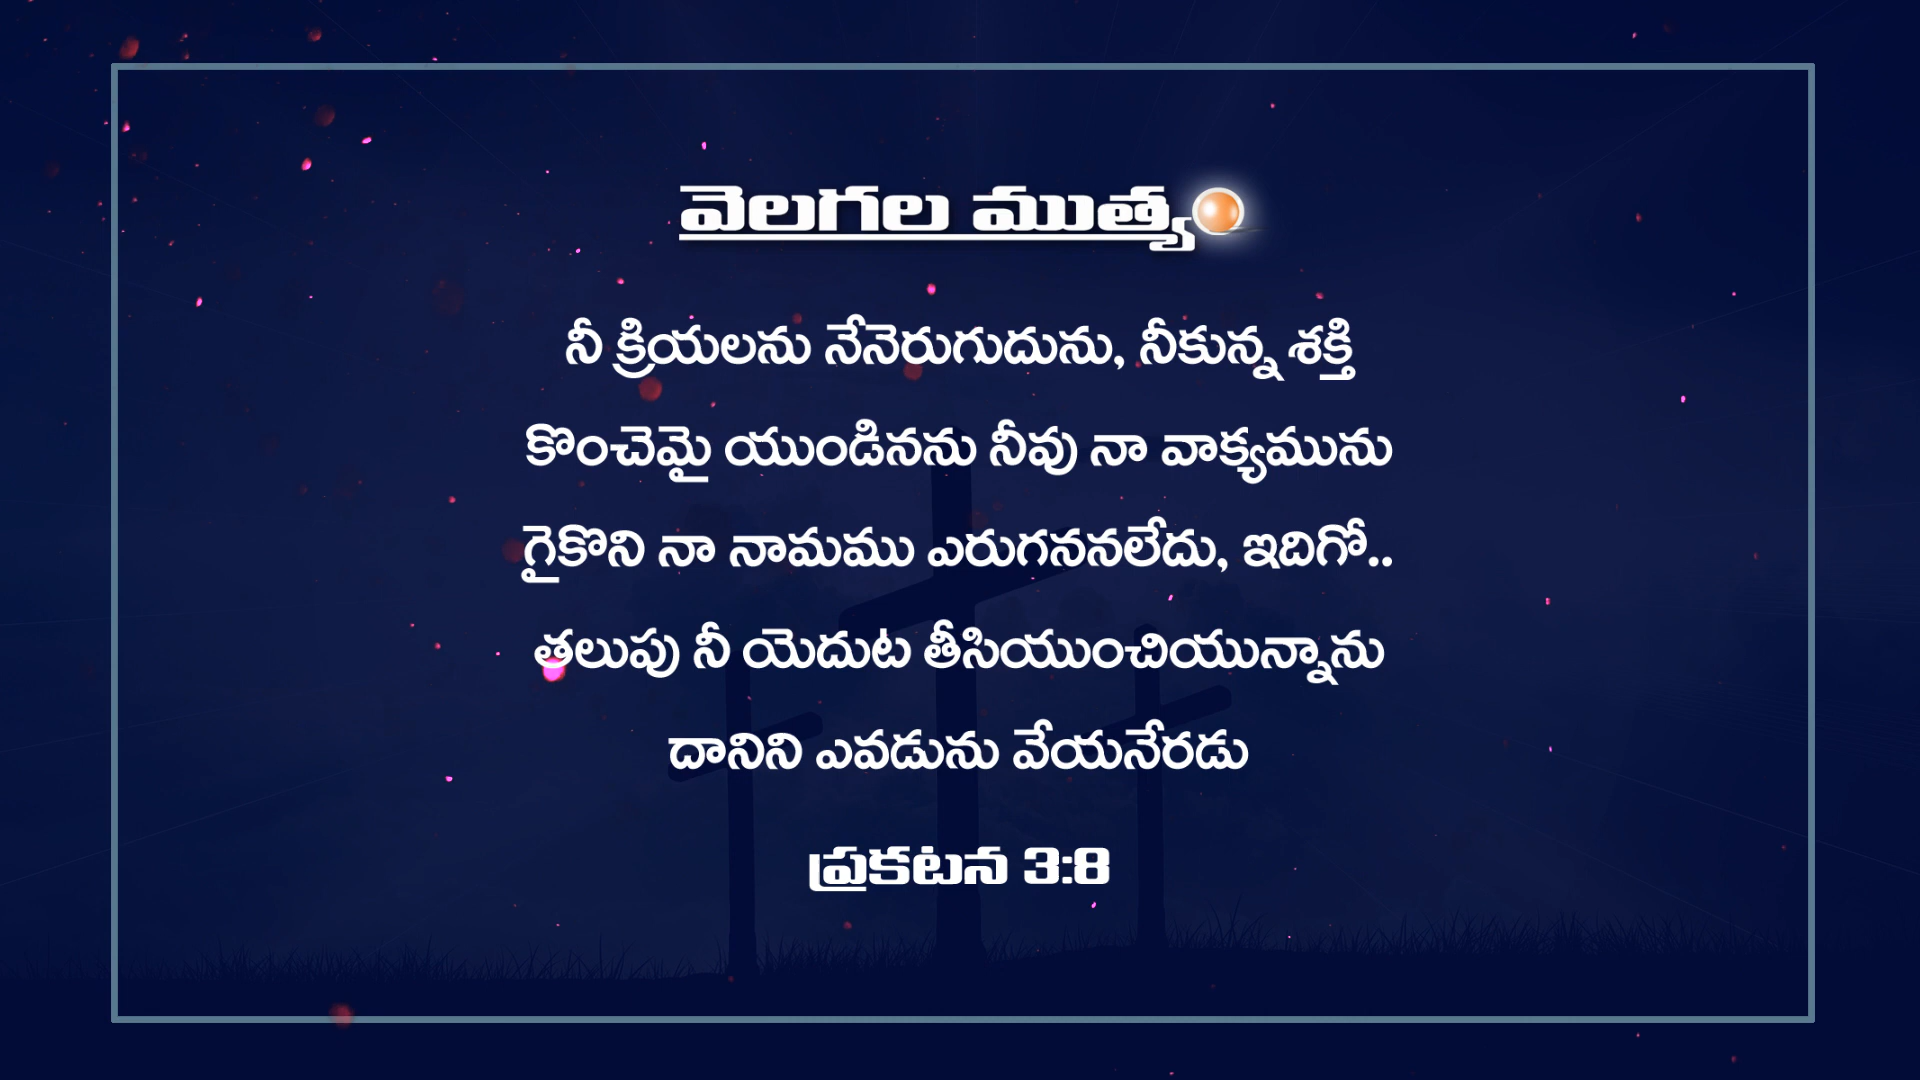 వెలగల ముత్యం
నీ క్రియలను నేనెరుగుదును, నీకున్న శక్తి
కొంచెమై యుండినను నీవు నా వాక్యమును
గైకొని నా నామము ఎరుగననలేదు, ఇదిగో..
తలుపు నీ యెదుట తీసియుంచియున్నాను
దానిని ఎవడును వేయనేరడు
ప్రకటన 3:8